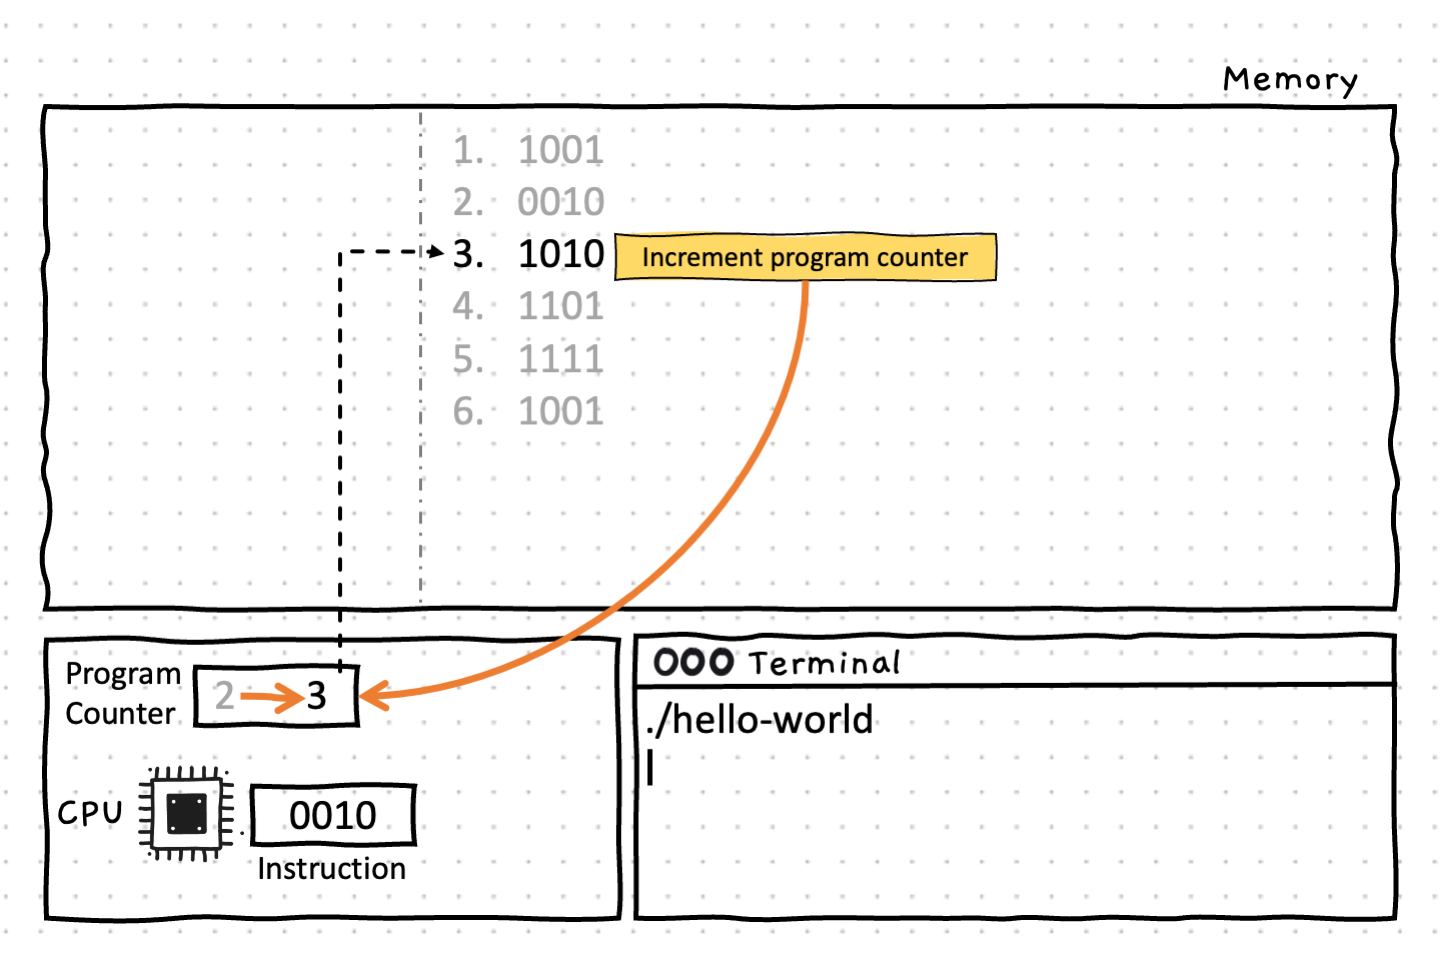 Memory
1. 1001
2. 0010
3. 1010 Increment program counter
4. 1101
5. 1111
6. 1001
Program
Counter
2 3
CPU
0010
Instruction
Terminal
./hello-world